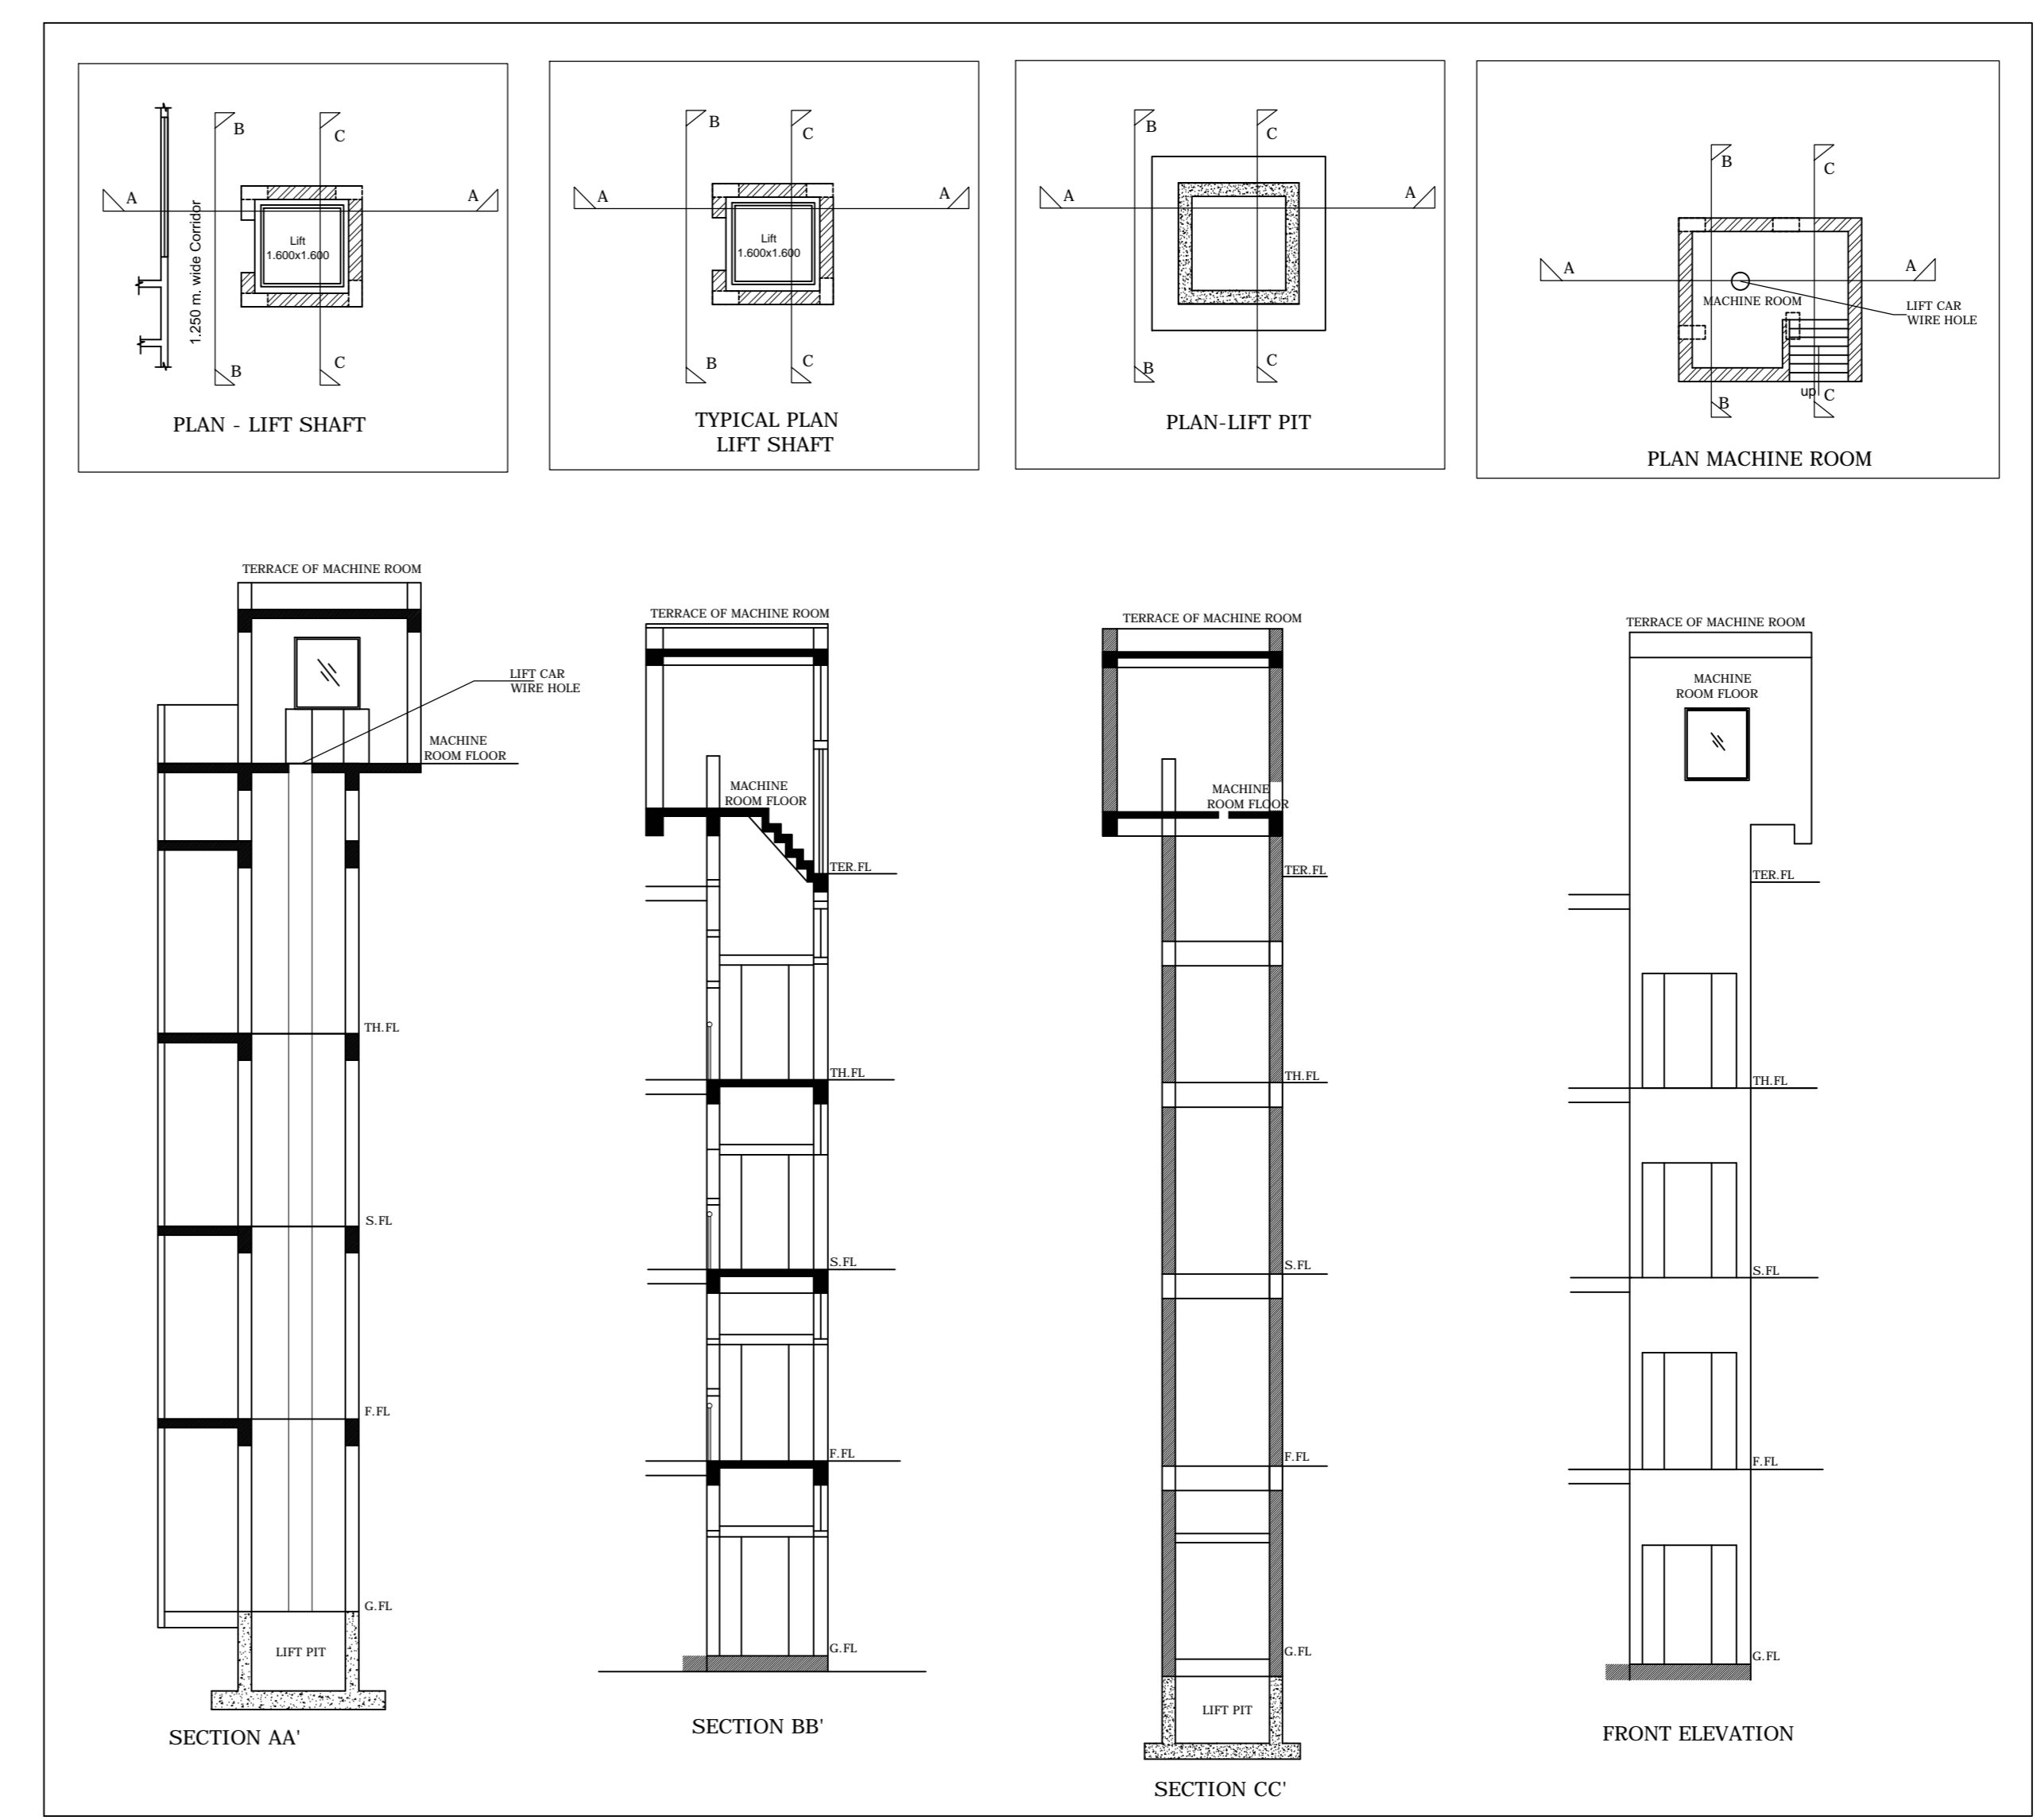 B
C
A
A
1.250 m. wide Corridor
Lift
1.600x1.600
B
C
PLAN - LIFT SHAFT
B
C
A
A
Lift
1.600x1.600
B
C
TYPICAL PLAN
LIFT SHAFT
B
C
A
A
B
C
PLAN-LIFT PIT
B
C
A
A
MACHINE ROOM
LIFT CAR
WIRE HOLE
up
B
C
PLAN MACHINE ROOM
TERRACE OF MACHINE ROOM
LIFT CAR
WIRE HOLE
MACHINE
ROOM FLOOR
TH.FL
S.FL
F.FL
G.FL
LIFT PIT
SECTION AA'
TERRACE OF MACHINE ROOM
MACHINE
ROOM FLOOR
TER.FL
TH.FL
S.FL
F.FL
G.FL
SECTION BB'
TERRACE OF MACHINE ROOM
MACHINE
ROOM FLOOR
TER.FL
TH.FL
S.FL
F.FL
G.FL
LIFT PIT
SECTION CC'
TERRACE OF MACHINE ROOM
MACHINE
ROOM FLOOR
TER.FL
TH.FL
S.FL
F.FL
G.FL
FRONT ELEVATION